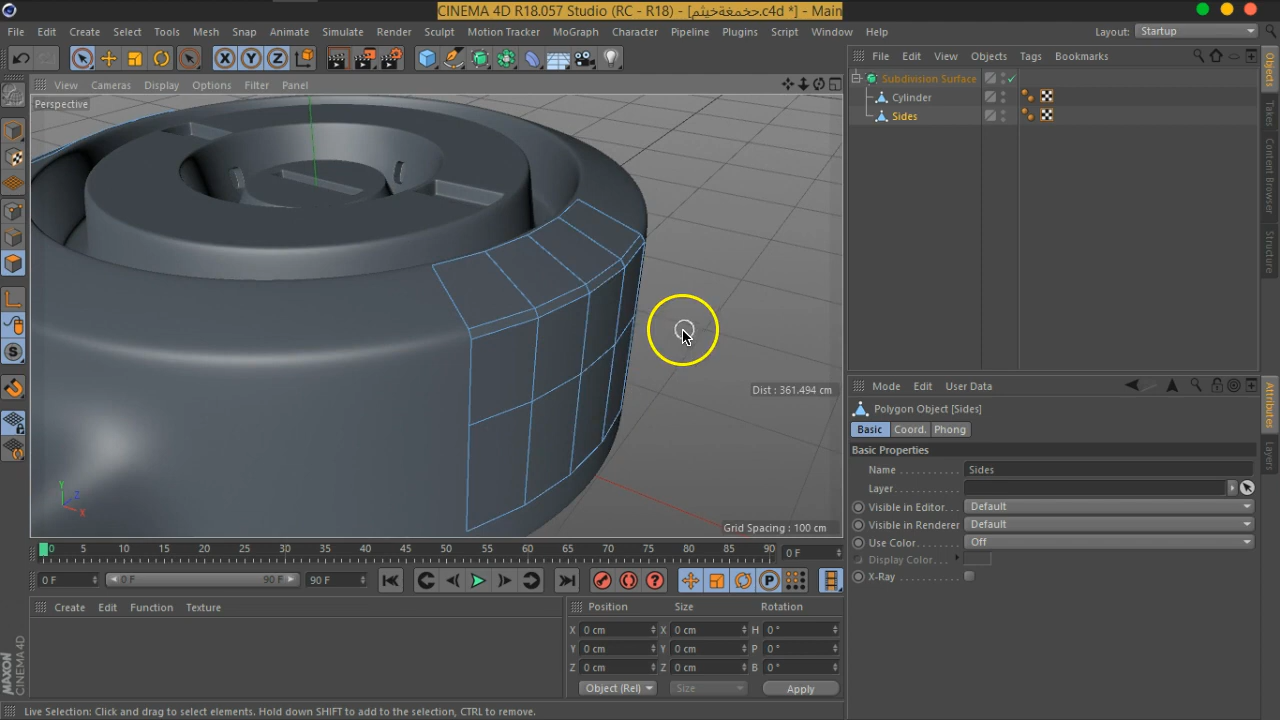 CINEMA 4D R18.057 Studio (RC - R18) - [حخمغةخيثم.c4d *] - Main
File Edit Create Select Tools Mesh Snap Animate Simulate Render Sculpt Motion Tracker MoGraph Character Pipeline Plugins Script Window Help
Layout: Startup
View Cameras Display Options Filter Panel
Perspective
Dist : 361.494 cm
Grid Spacing : 100 cm
Y
Z
X
File Edit View Objects Tags Bookmarks
Subdivision Surface
Cylinder
Sides
Objects
Takes
Content Browser
Structure
Mode Edit User Data
Polygon Object [Sides]
Basic Coord. Phong
Basic Properties
Name Sides
Layer
Visible in Editor Default
Visible in Renderer Default
Use Color Off
Display Color
X-Ray
Attributes
Layers
0 5 10 15 20 25 30 35 40 45 50 55 60 65 70 75 80 85 90
0 F
0 F 0 F 90 F 90 F
Create Edit Function Texture
Position Size Rotation
X 0 cm X 0 cm H 0 °
Y 0 cm Y 0 cm P 0 °
Z 0 cm Z 0 cm B 0 °
Object (Rel) Size Apply
MAXON
CINEMA 4D
Live Selection: Click and drag to select elements. Hold down SHIFT to add to the selection, CTRL to remove.